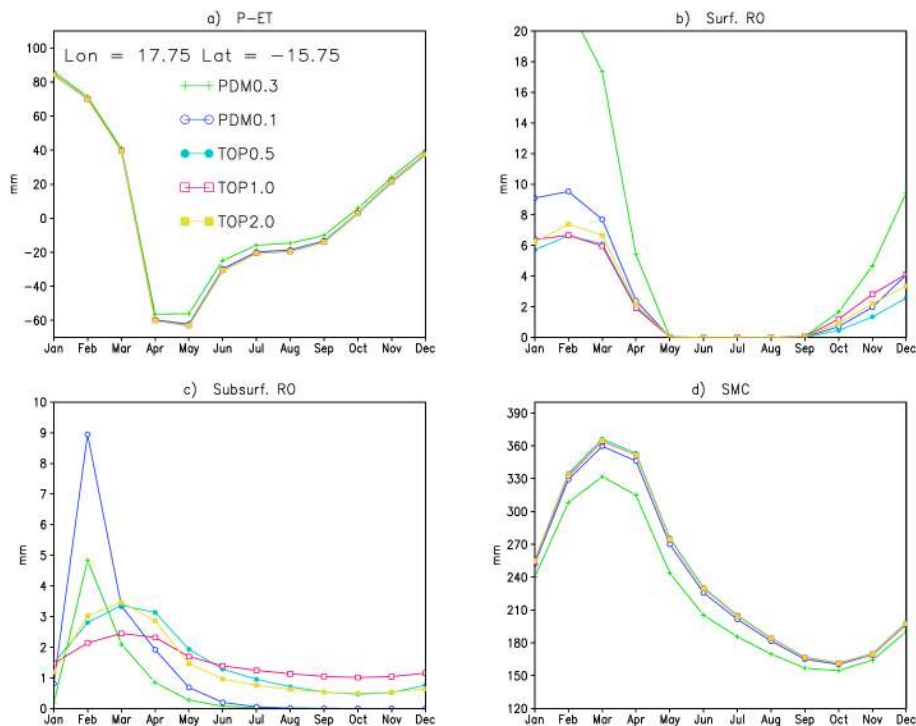 a) P-ET
100
80
60
40
20
0
-20
-40
-60
mm
Lon = 17.75 Lat = -15.75
PDM0.3
PDM0.1
TOP0.5
TOP1.0
TOP2.0
Jan Feb Mar Apr May Jun Jul Aug Sep Oct Nov Dec
b) Surf. RO
20
18
16
14
12
10
8
6
4
2
0
mm
Jan Feb Mar Apr May Jun Jul Aug Sep Oct Nov Dec
c) Subsurf. RO
10
9
8
7
6
5
4
3
2
1
0
mm
Jan Feb Mar Apr May Jun Jul Aug Sep Oct Nov Dec
d) SMC
390
360
330
300
270
240
210
180
150
120
mm
Jan Feb Mar Apr May Jun Jul Aug Sep Oct Nov Dec